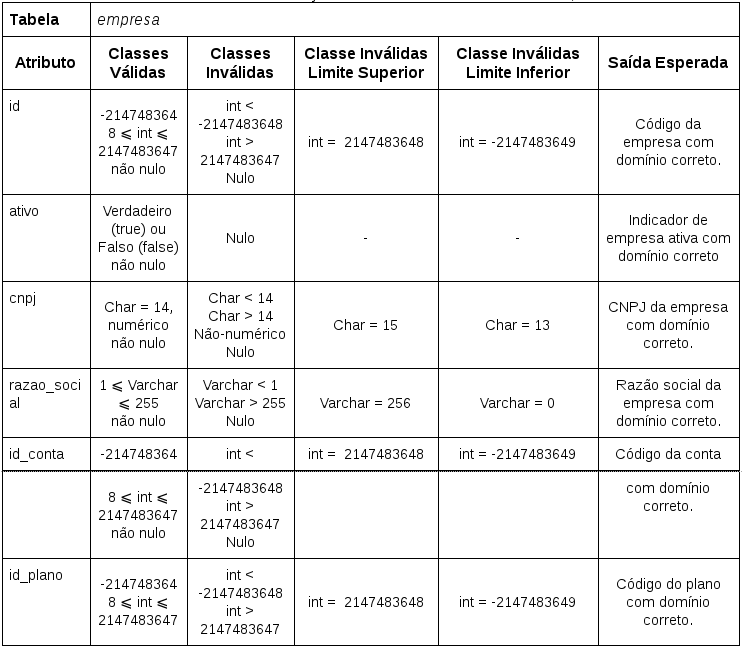 Tabela
empresa
Atributo
Classes
Válidas
Classes
Inválidas
Classe Inválidas
Limite Superior
Classe Inválidas
Limite Inferior
Saída Esperada
id
-214748364
8 ⩽ int ⩽
2147483647
não nulo
int <
-2147483648
int >
2147483647
Nulo
int = 2147483648
int = -2147483649
Código da
empresa com
domínio correto.
ativo
Verdadeiro
(true) ou
Falso (false)
não nulo
Nulo
-
-
Indicador de
empresa ativa com
domínio correto
cnpj
Char = 14,
numérico
não nulo
Char < 14
Char > 14
Não-numérico
Nulo
Char = 15
Char = 13
CNPJ da empresa
com domínio
correto.
razao_soci
al
1 ⩽ Varchar
⩽ 255
não nulo
Varchar < 1
Varchar > 255
Nulo
Varchar = 256
Varchar = 0
Razão social da
empresa com
domínio correto.
id_conta
-214748364
int <
int = 2147483648
int = -2147483649
Código da conta
8 ⩽ int ⩽
2147483647
não nulo
-2147483648
int >
2147483647
Nulo
com domínio
correto.
id_plano
-214748364
8 ⩽ int ⩽
2147483647
int <
-2147483648
int >
2147483647
int = 2147483648
int = -2147483649
Código do plano
com domínio
correto.